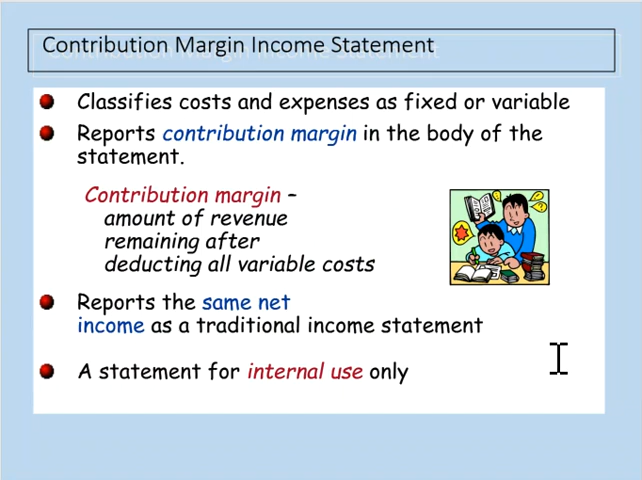 Contribution Margin Income Statement
Classifies costs and expenses as fixed or variable
Reports contribution margin in the body of the
statement.
Contribution margin –
amount of revenue
remaining after
deducting all variable costs
Reports the same net
income as a traditional income statement
A statement for internal use only